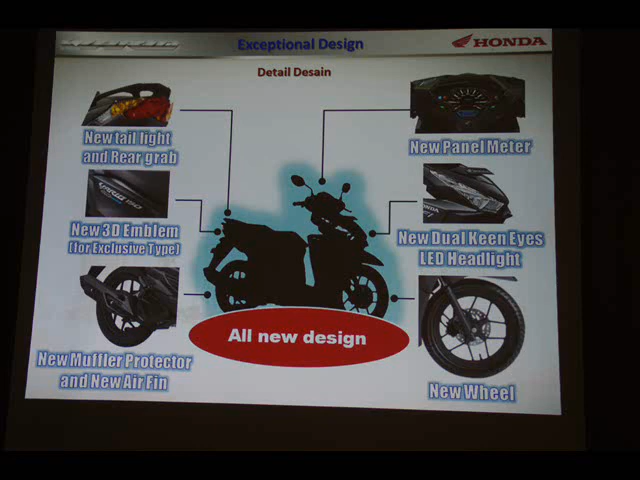 Exceptional Design
HONDA
Detail Desain
New tail light
and Rear grab
New Panel Meter
VARIO 150
New 3D Emblem
(for Exclusive Type)
New Dual Keen Eyes
LED Headlight
All new design
New Muffler Protector
and New Air Fin
New Wheel